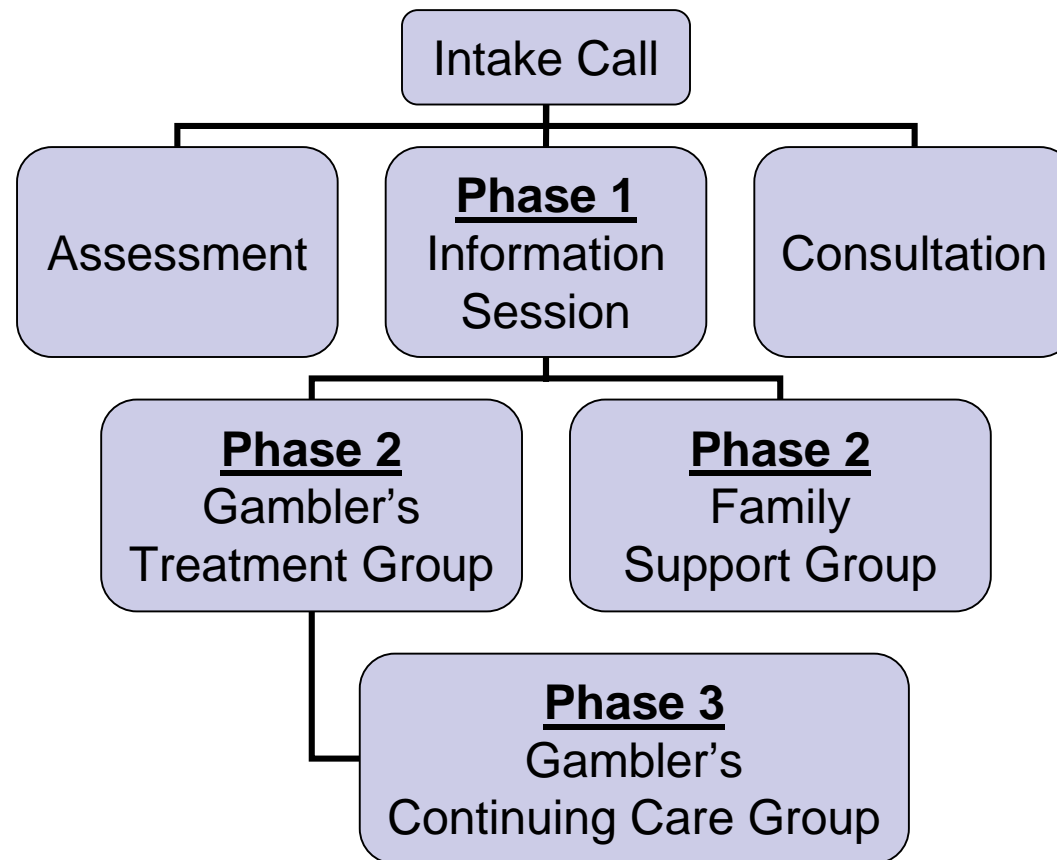 Intake Call
Assessment
Phase 1
Information
Session
Consultation
Phase 2
Gambler’s
Treatment Group
Phase 2
Family
Support Group
Phase 3
Gambler’s
Continuing Care Group